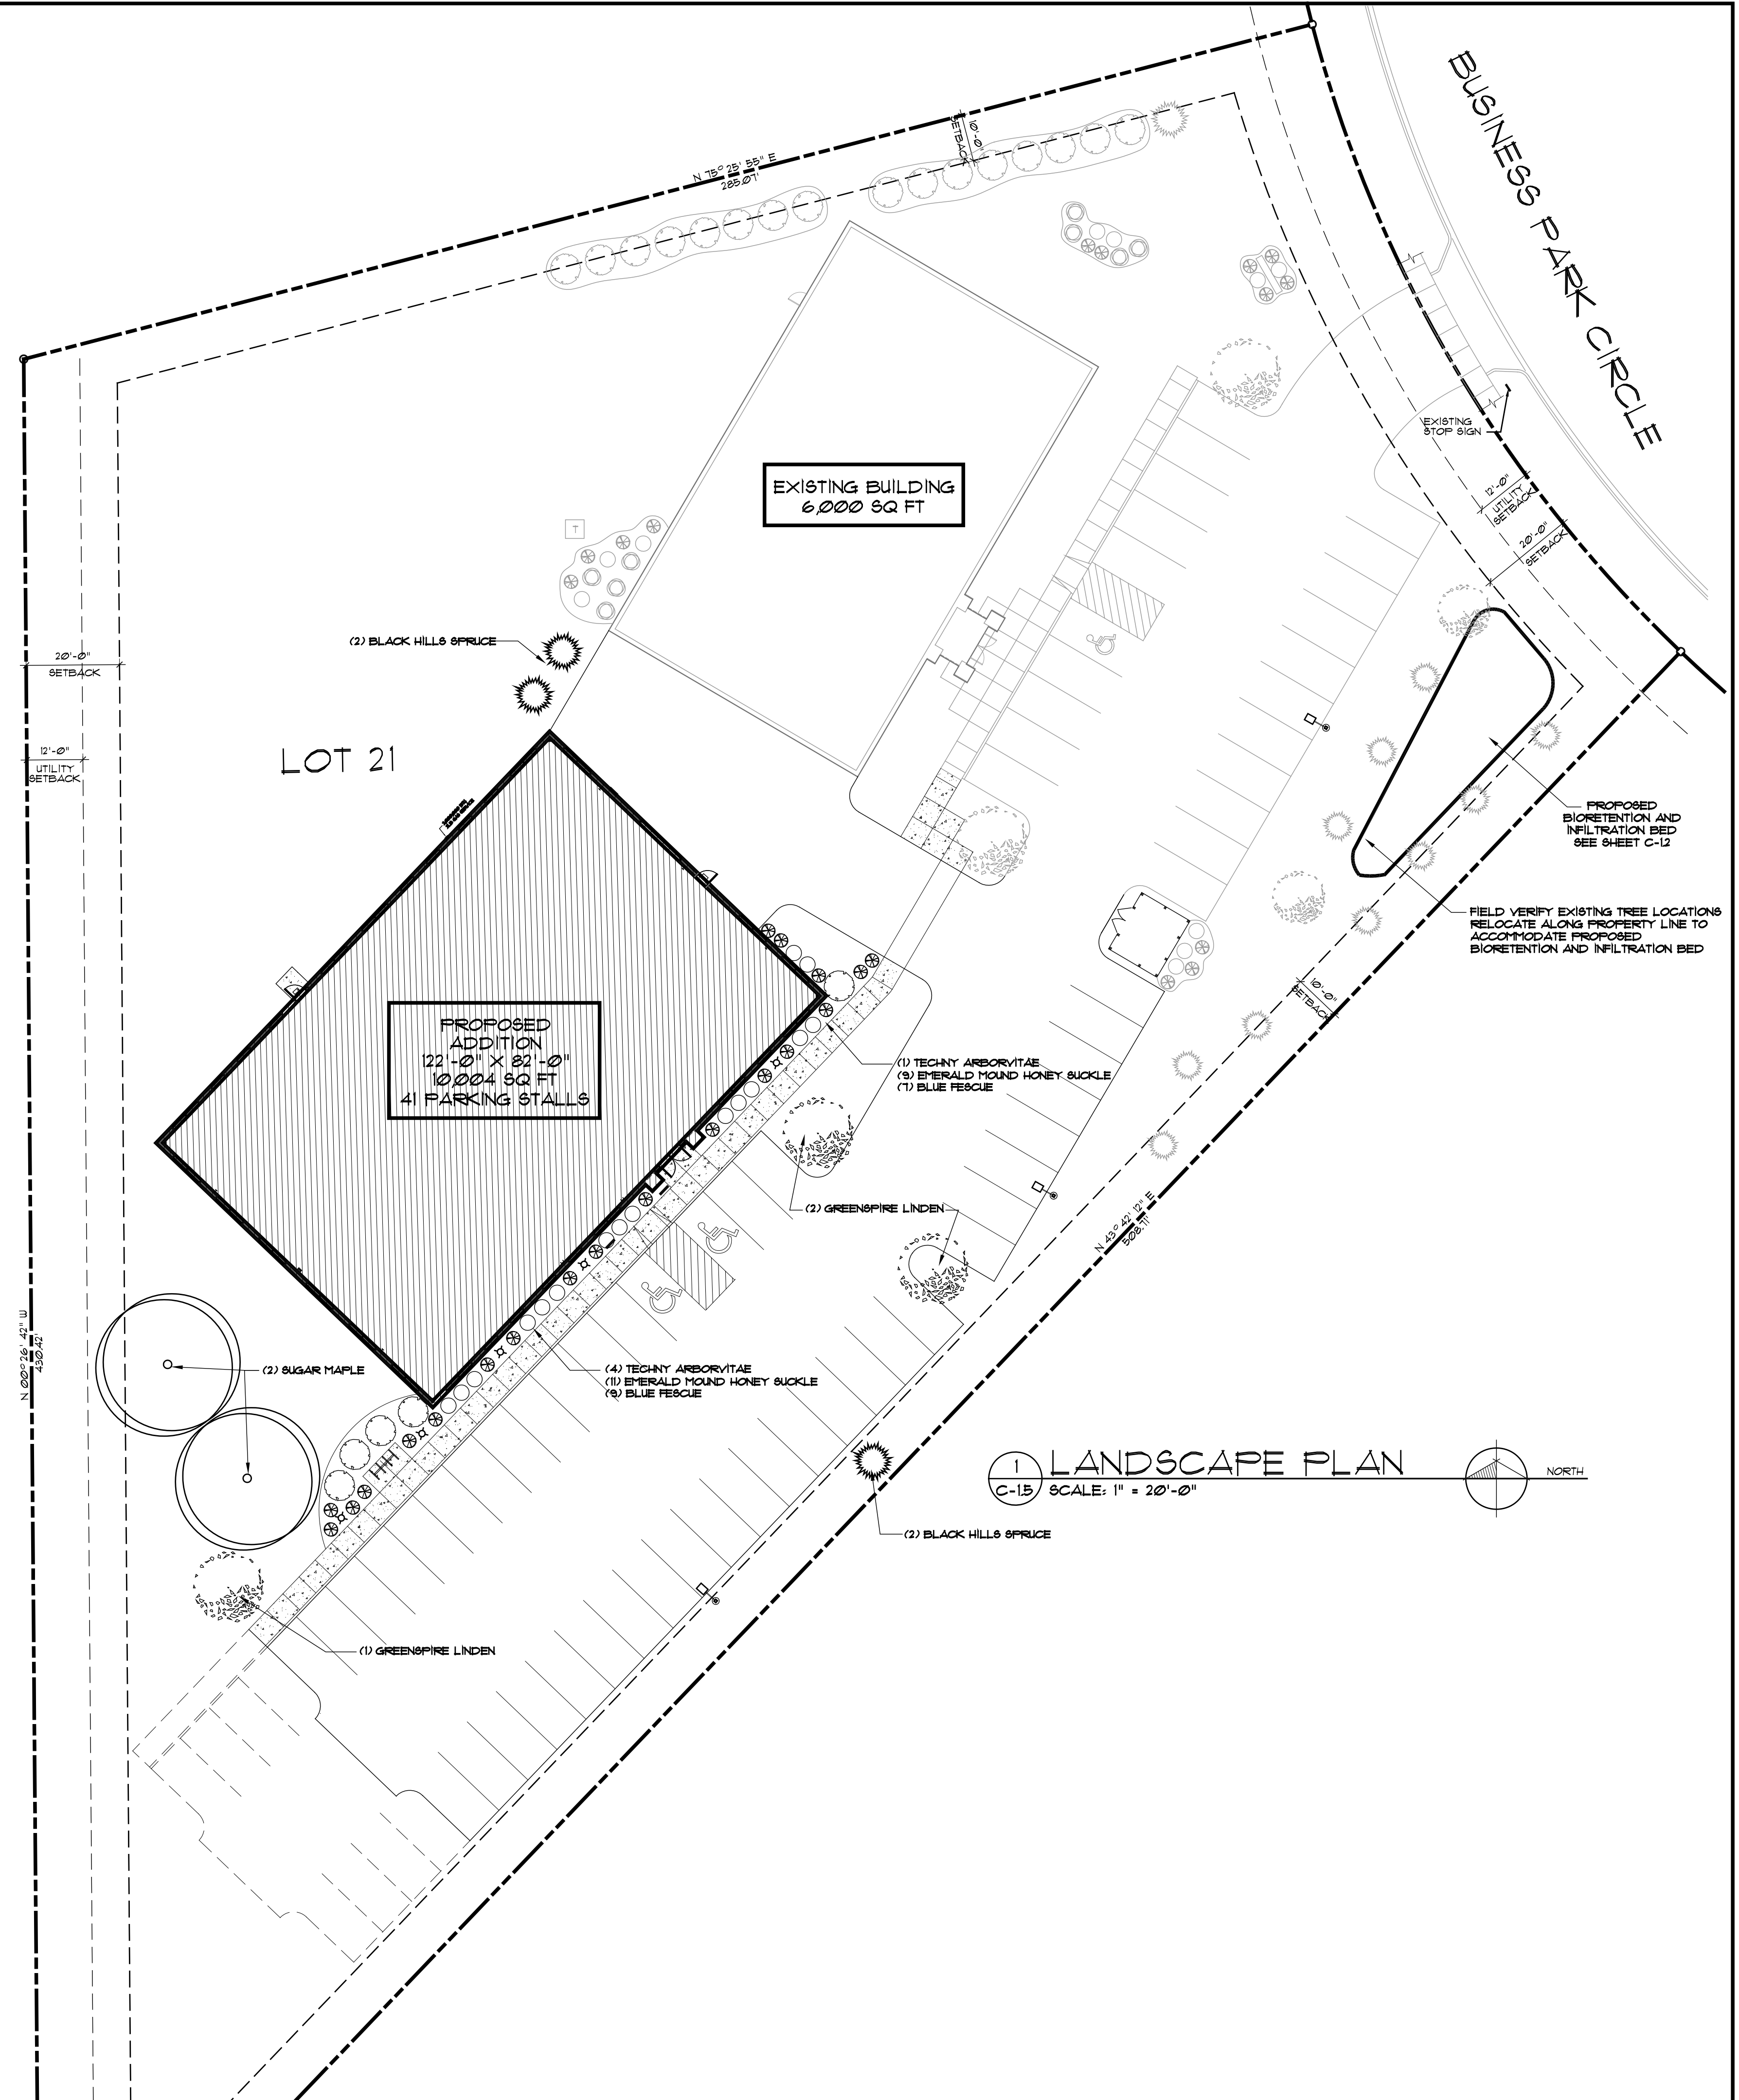 BUSINESS PARK CIRCLE
N 75° 25' 55" E
285.07'
10'-0"
SETBACK
EXISTING
STOP SIGN
12'-0"
UTILITY
SETBACK
20'-0"
SETBACK
EXISTING BUILDING
6,000 SQ FT
T
(2) BLACK HILLS SPRUCE
20'-0"
SETBACK
12'-0"
UTILITY
SETBACK
LOT 21
PROPOSED
BIORETENTION AND
INFILTRATION BED
SEE SHEET C-1.2
FIELD VERIFY EXISTING TREE LOCATIONS
RELOCATE ALONG PROPERTY LINE TO
ACCOMMODATE PROPOSED
BIORETENTION AND INFILTRATION BED
10'-0"
SETBACK
PROPOSED
ADDITION
122'-0" X 82'-0"
10,004 SQ FT
41 PARKING STALLS
(1) TECHNY ARBORVITAE
(9) EMERALD MOUND HONEY SUCKLE
(7) BLUE FESCUE
(2) GREENSPIRE LINDEN
N 43° 42' 12" E
508.71'
N 00° 26' 42" W
430.42'
(2) SUGAR MAPLE
(4) TECHNY ARBORVITAE
(11) EMERALD MOUND HONEY SUCKLE
(9) BLUE FESCUE
1
C-1.5
LANDSCAPE PLAN
SCALE: 1" = 20'-0"
NORTH
(2) BLACK HILLS SPRUCE
(1) GREENSPIRE LINDEN